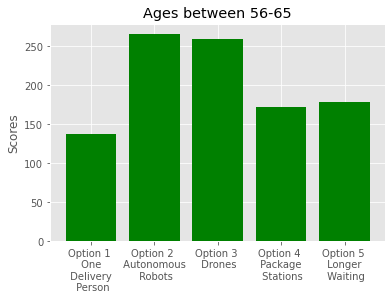 Ages between 56-65
Scores
250
200
150
100
50
0
Option 1
One
Delivery
Person
Option 2
Autonomous
Robots
Option 3
Drones
Option 4
Package
Stations
Option 5
Longer
Waiting